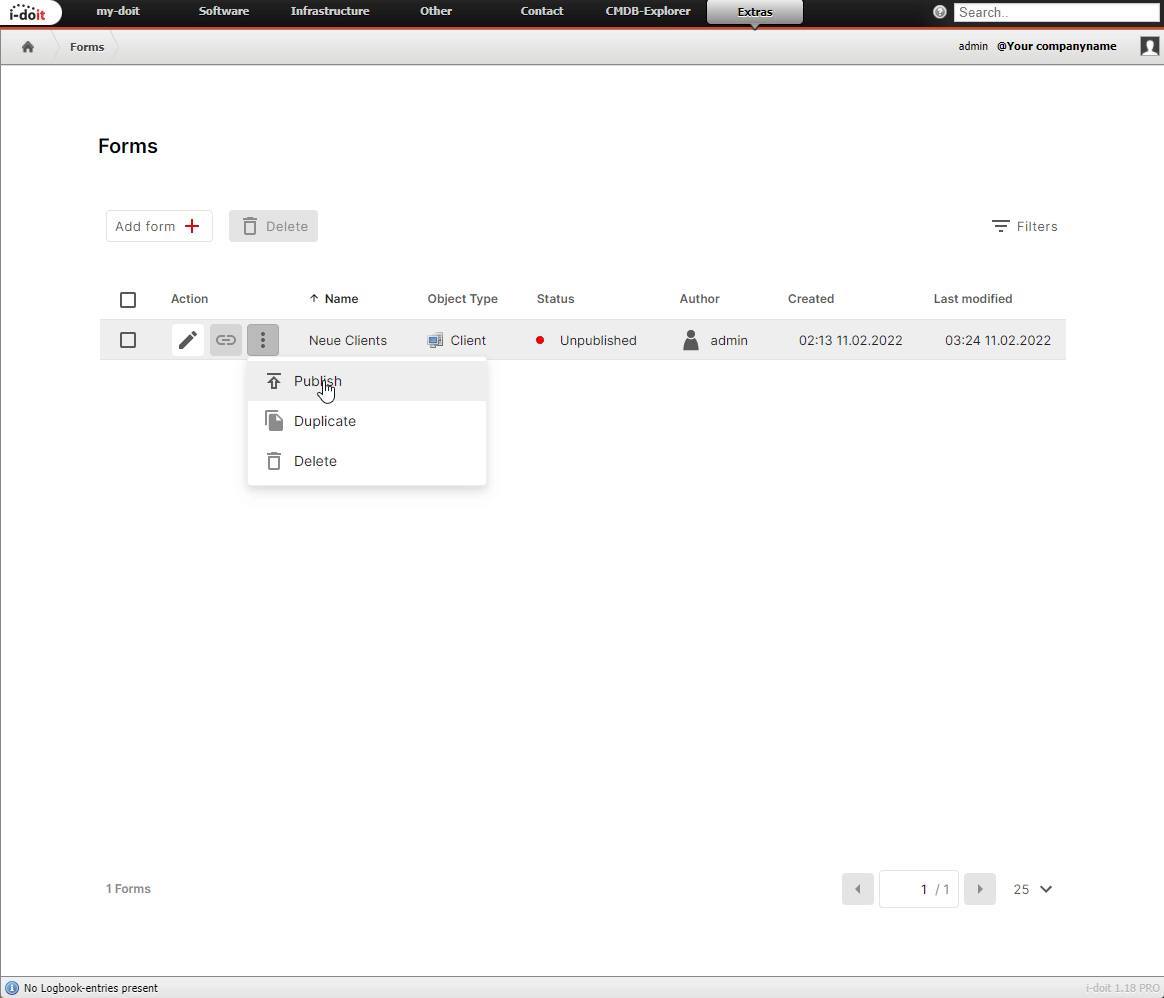 i-doit my-doit Software Infrastructure Other Contact CMDB-Explorer Extras Search..
Forms admin @Your companyname
Forms
Add form Delete Filters
Action Name Object Type Status Author Created Last modified
Neue Clients Client Unpublished admin 02:13 11.02.2022 03:24 11.02.2022
Publish
Duplicate
Delete
1 Forms 1 / 1 25
No Logbook-entries present i-doit 1.18 PRO